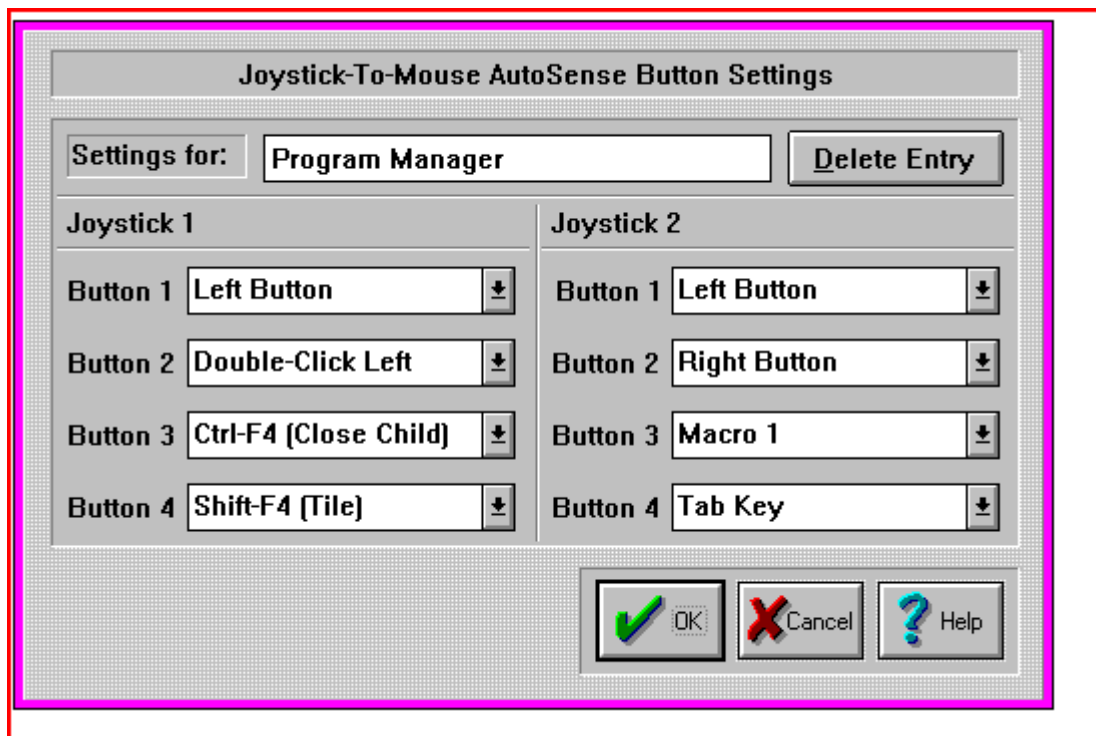 Joystick-To-Mouse AutoSense Button Settings
Settings for: Program Manager Delete Entry
Joystick 1 Joystick 2
Button 1 Left Button Button 1 Left Button
Button 2 Double-Click Left Button 2 Right Button
Button 3 Ctrl-F4 (Close Child) Button 3 Macro 1
Button 4 Shift-F4 (Tile) Button 4 Tab Key
OK Cancel Help